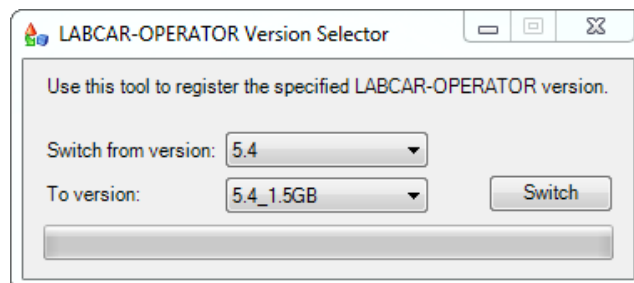 LABCAR-OPERATOR Version Selector
Use this tool to register the specified LABCAR-OPERATOR version.
Switch from version: 5.4
To version: 5.4_1.5GB Switch